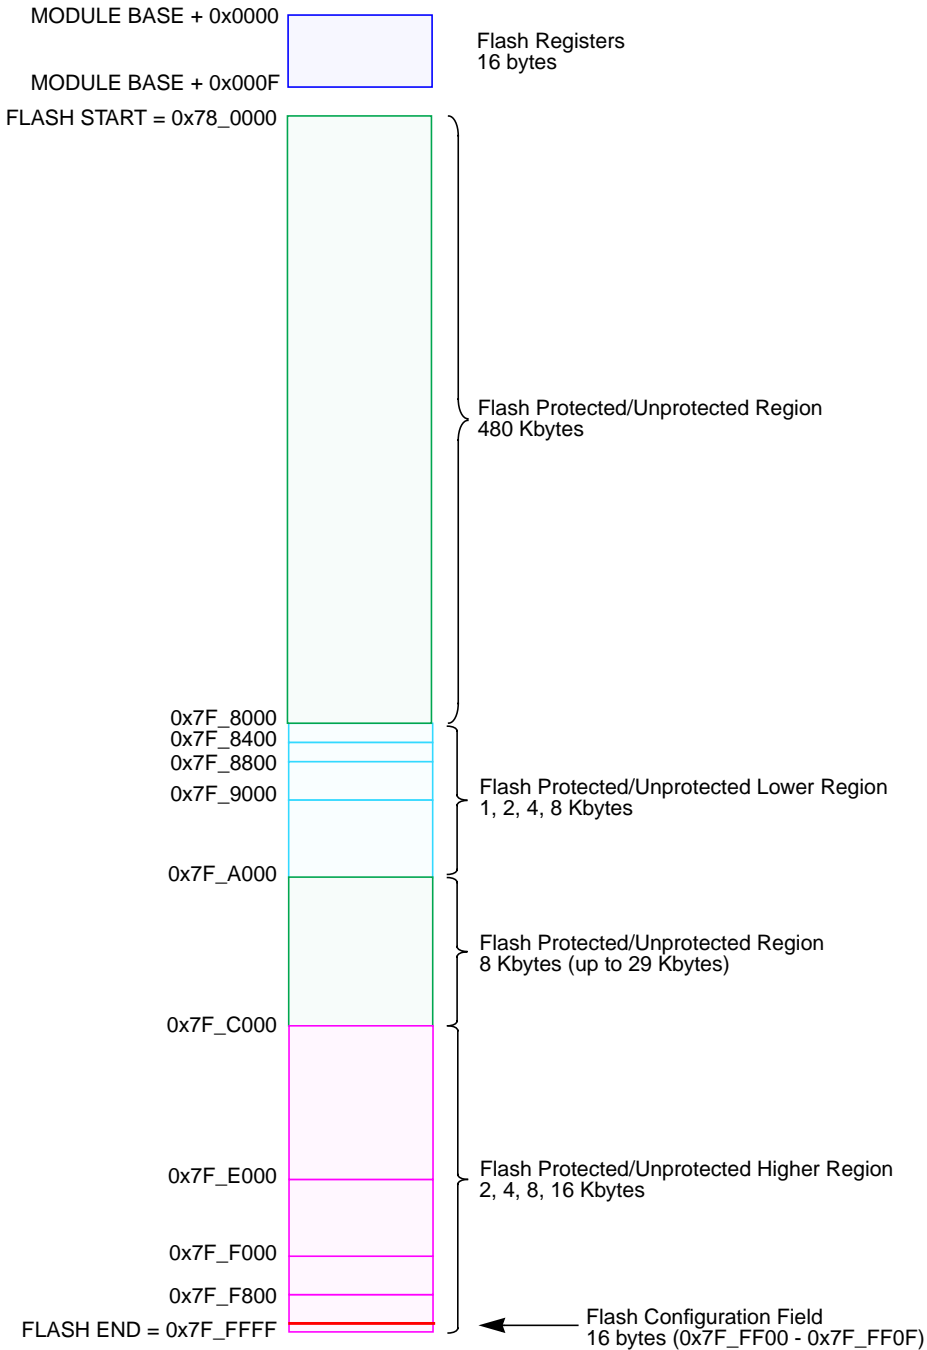 MODULE BASE + 0x0000
Flash Registers
16 bytes
MODULE BASE + 0x000F
FLASH START = 0x78_0000
Flash Protected/Unprotected Region
480 Kbytes
0x7F_8000
0x7F_8400
0x7F_8800
0x7F_9000
Flash Protected/Unprotected Lower Region
1, 2, 4, 8 Kbytes
0x7F_A000
Flash Protected/Unprotected Region
8 Kbytes (up to 29 Kbytes)
0x7F_C000
Flash Protected/Unprotected Higher Region
2, 4, 8, 16 Kbytes
0x7F_E000
0x7F_F000
0x7F_F800
FLASH END = 0x7F_FFFF
Flash Configuration Field
16 bytes (0x7F_FF00 - 0x7F_FF0F)